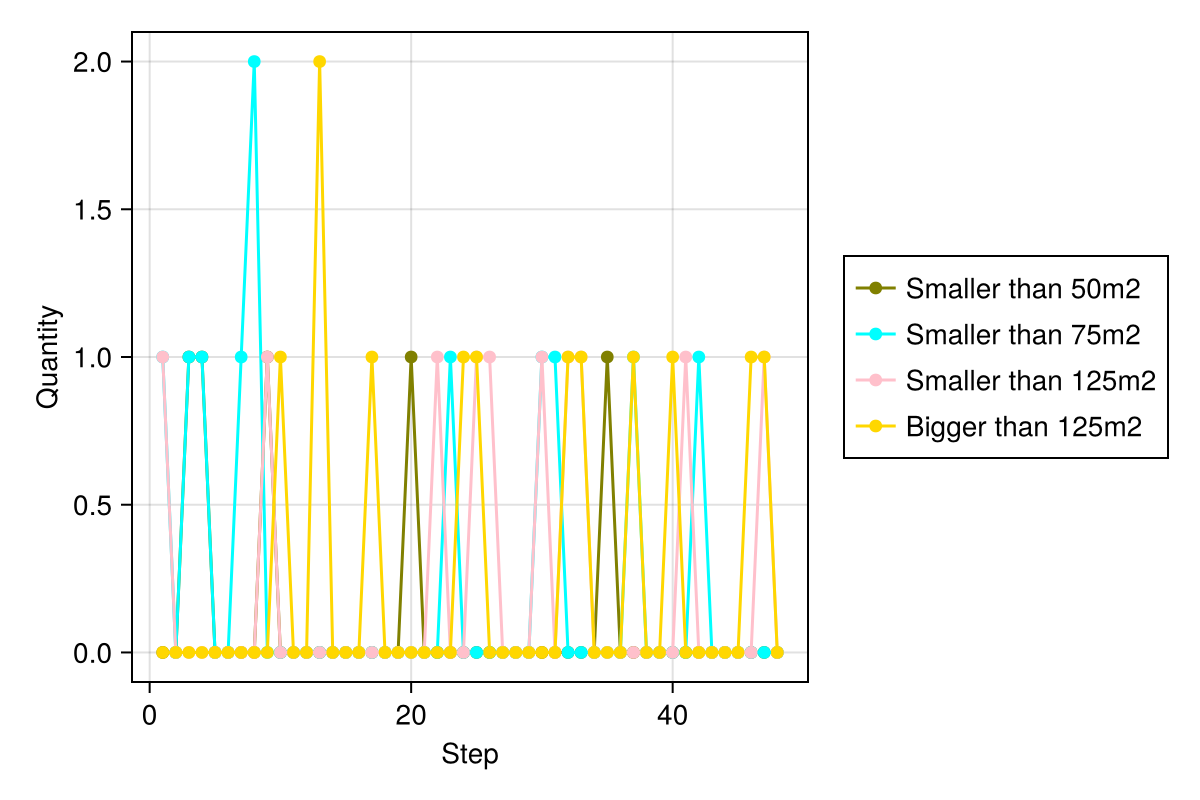 2.0
1.5
1.0
0.5
0.0
Quantity
0
20
40
Step
Smaller than 50m2
Smaller than 75m2
Smaller than 125m2
Bigger than 125m2